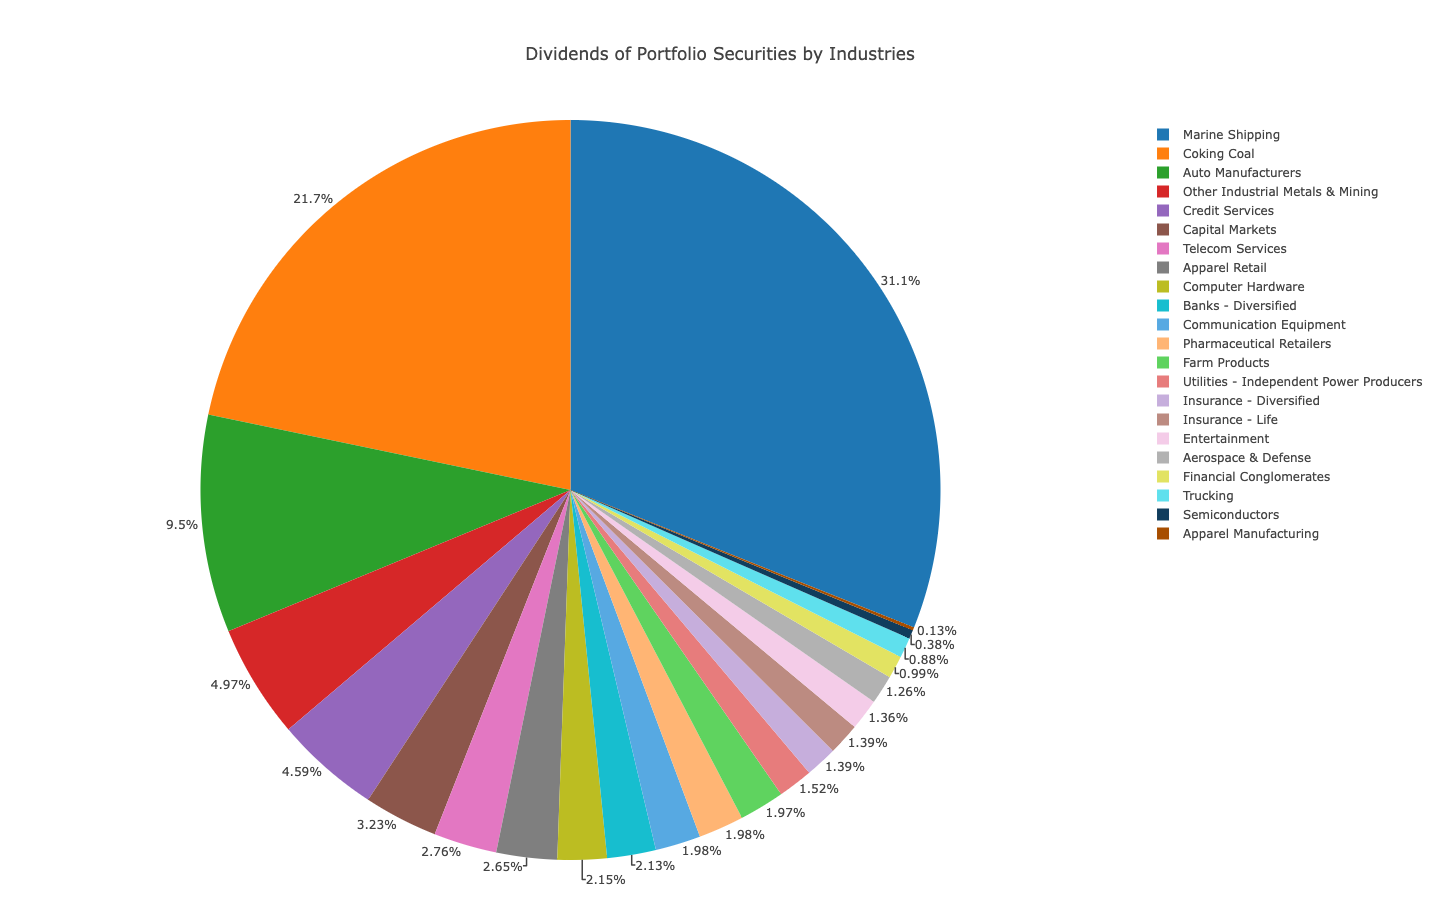 Dividends of Portfolio Securities by Industries
31.1%
21.7%
9.5%
4.97%
4.59%
3.23%
2.76%
2.65%
2.15%
2.13%
1.98%
1.98%
1.97%
1.52%
1.39%
1.39%
1.36%
1.26%
0.99%
0.88%
0.38%
0.13%
Marine Shipping
Coking Coal
Auto Manufacturers
Other Industrial Metals & Mining
Credit Services
Capital Markets
Telecom Services
Apparel Retail
Computer Hardware
Banks - Diversified
Communication Equipment
Pharmaceutical Retailers
Farm Products
Utilities - Independent Power Producers
Insurance - Diversified
Insurance - Life
Entertainment
Aerospace & Defense
Financial Conglomerates
Trucking
Semiconductors
Apparel Manufacturing